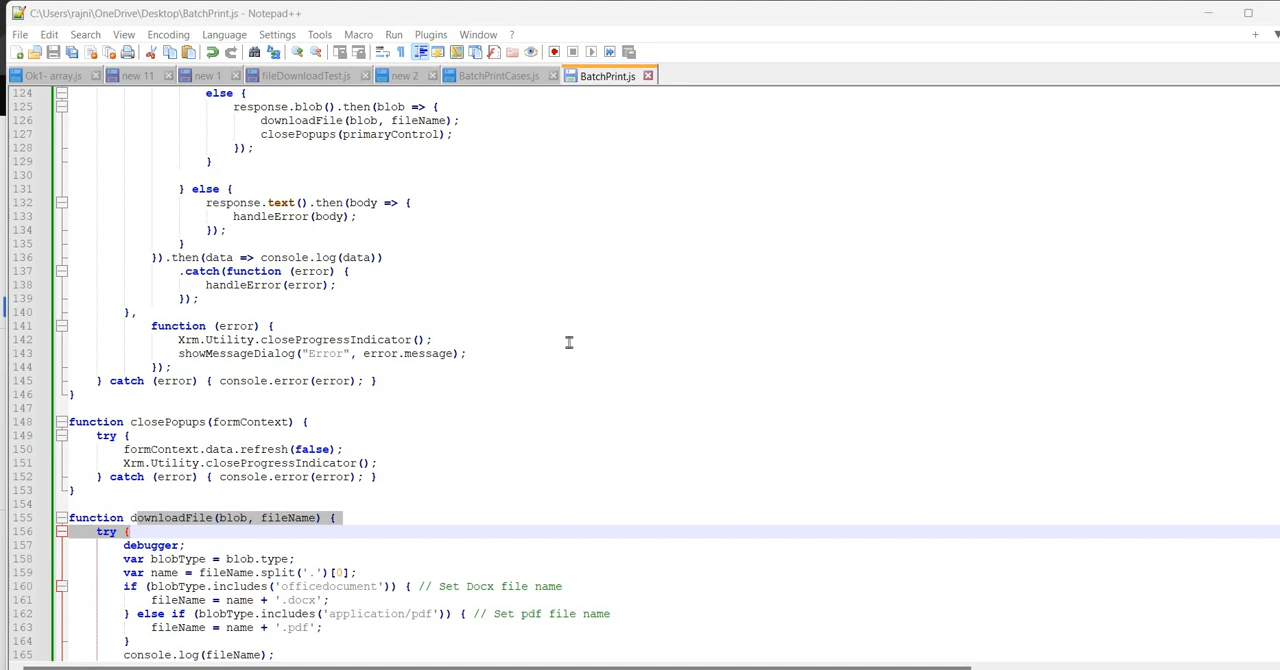 C:\Users\rajni\OneDrive\Desktop\BatchPrint.js - Notepad++
File Edit Search View Encoding Language Settings Tools Macro Run Plugins Window ?
Ok1- array.js new 11 new 1 fileDownloadTest.js new 2 BatchPrintCases.js BatchPrint.js
124 else {
125 response.blob().then(blob => {
126 downloadFile(blob, fileName);
127 closePopups(primaryControl);
128 });
129 }
130
131 } else {
132 response.text().then(body => {
133 handleError(body);
134 });
135 }
136 }).then(data => console.log(data))
137 .catch(function (error) {
138 handleError(error);
139 });
140 },
141 function (error) {
142 Xrm.Utility.closeProgressIndicator();
143 showMessageDialog("Error", error.message);
144 });
145 } catch (error) { console.error(error); }
146 }
147
148 function closePopups(formContext) {
149 try {
150 formContext.data.refresh(false);
151 Xrm.Utility.closeProgressIndicator();
152 } catch (error) { console.error(error); }
153 }
154
155 function downloadFile(blob, fileName) {
156 try {
157 debugger;
158 var blobType = blob.type;
159 var name = fileName.split('.')[0];
160 if (blobType.includes('officedocument')) { // Set Docx file name
161 fileName = name + '.docx';
162 } else if (blobType.includes('application/pdf')) { // Set pdf file name
163 fileName = name + '.pdf';
164 }
165 console.log(fileName);